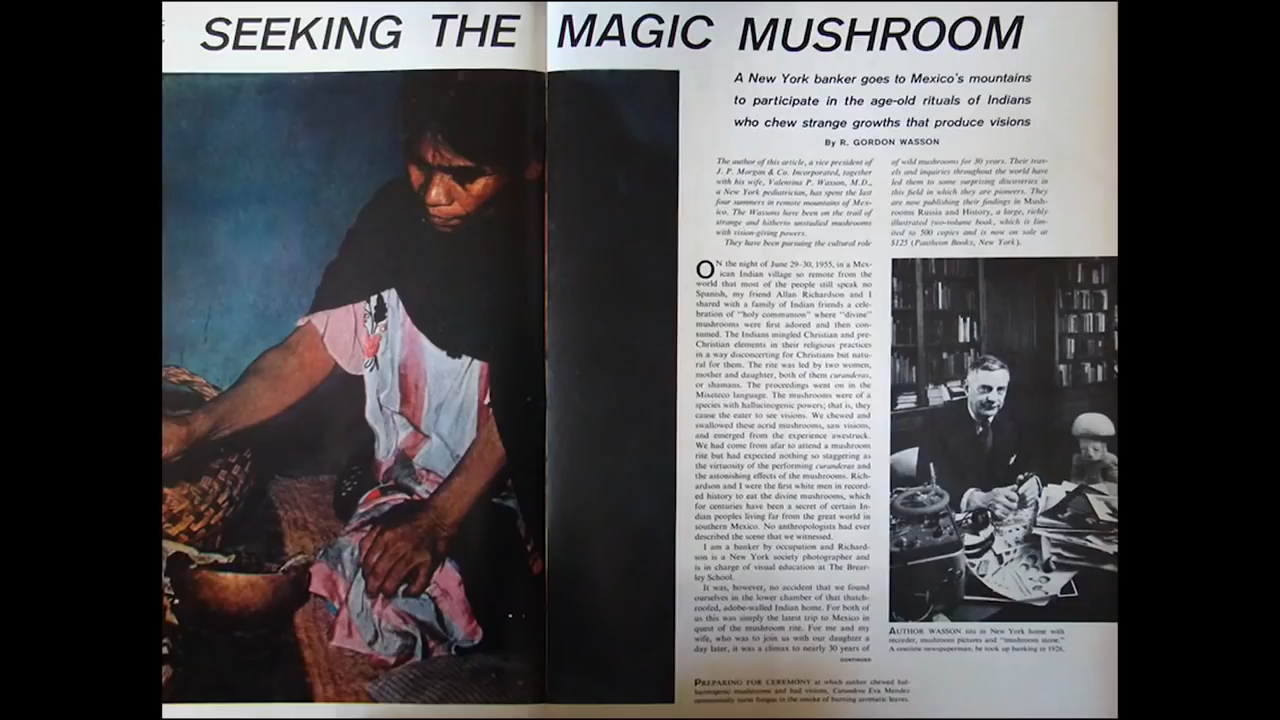 SEEKING THE MAGIC MUSHROOM
A New York banker goes to Mexico's mountains
to participate in the age-old rituals of Indians
who chew strange growths that produce visions
By R. GORDON WASSON
The author of this article, a vice president of
J. P. Morgan & Co. Incorporated, together
with his wife, Valentina P. Wasson, M.D.,
a New York pediatrician, has spent the last
four summers in remote mountains of Mex-
ico. The Wassons have been on the trail of
strange and hitherto unstudied mushrooms
with vision-giving powers.
They have been pursuing the cultural role
of wild mushrooms for 30 years. Their trav-
els and inquiries throughout the world have
led them to some surprising discoveries in
this field in which they are pioneers. They
are now publishing their findings in Mush-
rooms Russia and History, a large, richly
illustrated two-volume book, which is lim-
ited to 500 copies and is now on sale at
$125 (Pantheon Books, New York).
ON the night of June 29-30, 1955, in a Mex-
ican Indian village so remote from the
world that most of the people still speak no
Spanish, my friend Allan Richardson and I
shared with a family of Indian friends a cele-
bration of "holy communion" where "divine"
mushrooms were first adored and then con-
sumed. The Indians mingled Christian and pre-
Christian elements in their religious practices
in a way disconcerting for Christians but natu-
ral for them. The rite was led by two women,
mother and daughter, both of them curanderas,
or shamans. The proceedings went on in the
Mixeteco language. The mushrooms were of a
species with hallucinogenic powers; that is, they
cause the eater to see visions. We chewed and
swallowed these acrid mushrooms, saw visions,
and emerged from the experience awestruck.
We had come from afar to attend a mushroom
rite but had expected nothing so staggering as
the virtuosity of the performing curanderas and
the astonishing effects of the mushrooms. Rich-
ardson and I were the first white men in record-
ed history to eat the divine mushrooms, which
for centuries have been a secret of certain In-
dian peoples living far from the great world in
southern Mexico. No anthropologists had ever
described the scene that we witnessed.
I am a banker by occupation and Richard-
son is a New York society photographer and
is in charge of visual education at The Brear-
ley School.
It was, however, no accident that we found
ourselves in the lower chamber of that thatch-
roofed, adobe-walled Indian home. For both of
us this was simply the latest trip to Mexico in
quest of the mushroom rite. For me and my
wife, who was to join us with our daughter a
day later, it was a climax to nearly 30 years of
CONTINUED
AUTHOR WASSON sits in New York home with
recorder, mushroom pictures and "mushroom stone."
A onetime newspaperman, he took up banking in 1928.
PREPARING FOR CEREMONY at which author chewed hal-
lucinogenic mushrooms and had visions, Curandera Eva Mendez
ceremonially turns fungus in the smoke of burning aromatic leaves.